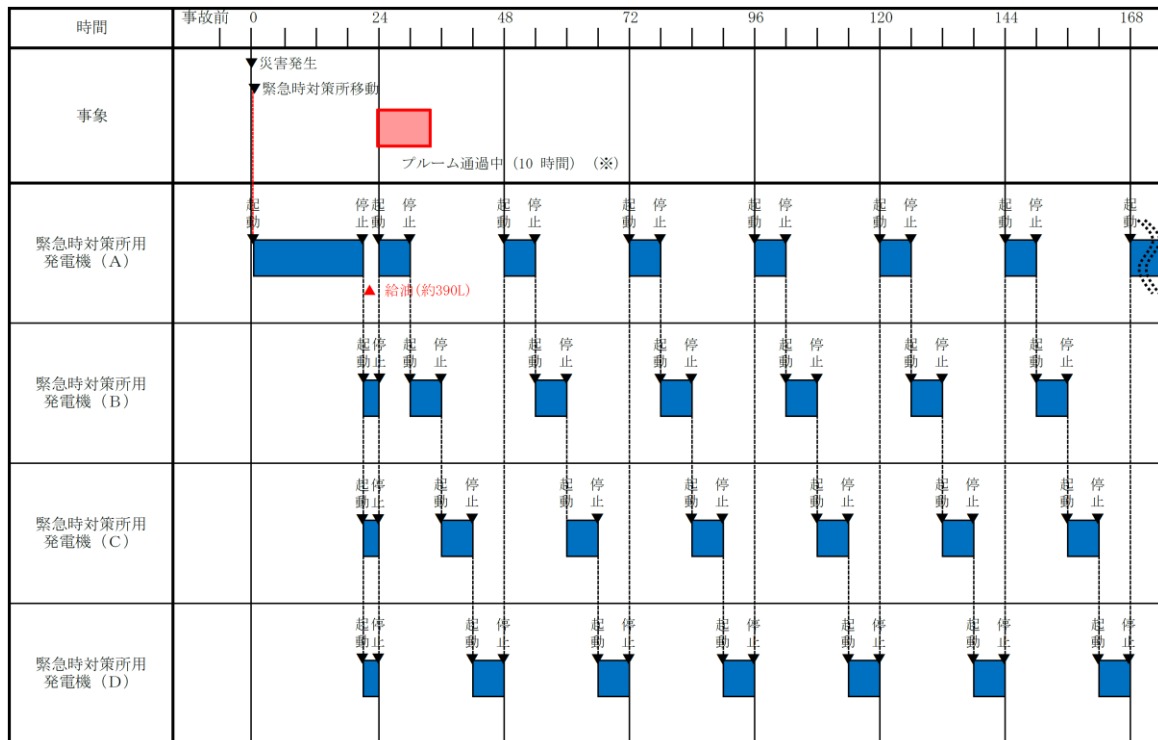 時間
事故前 0 24 48 72 96 120 144 168
事象
▼災害発生
▼緊急時対策所移動
プルーム通過中（10 時間）（※）
緊急時対策所用
発電機（A）
起動 停止 起動 停止 起動 停止 起動 停止 起動 停止 起動 停止 起動 停止 起動
▲ 給油(約390L)
緊急時対策所用
発電機（B）
起動 停止 起動 停止 起動 停止 起動 停止 起動 停止 起動 停止 起動 停止
緊急時対策所用
発電機（C）
起動 停止 起動 停止 起動 停止 起動 停止 起動 停止 起動 停止 起動 停止
緊急時対策所用
発電機（D）
起動 停止 起動 停止 起動 停止 起動 停止 起動 停止 起動 停止 起動 停止